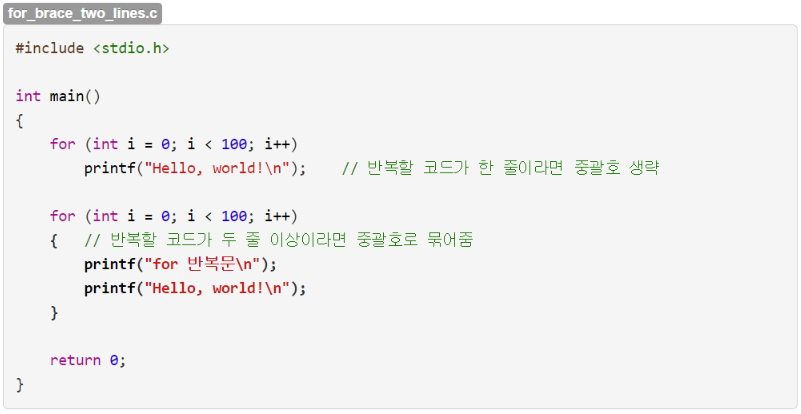 for_brace_two_lines.c
#include <stdio.h>
int main()
{
    for (int i = 0; i < 100; i++)
        printf("Hello, world!\n");    // 반복할 코드가 한 줄이라면 중괄호 생략
    for (int i = 0; i < 100; i++)
    {   // 반복할 코드가 두 줄 이상이라면 중괄호로 묶어줌
        printf("for 반복문\n");
        printf("Hello, world!\n");
    }
    return 0;
}